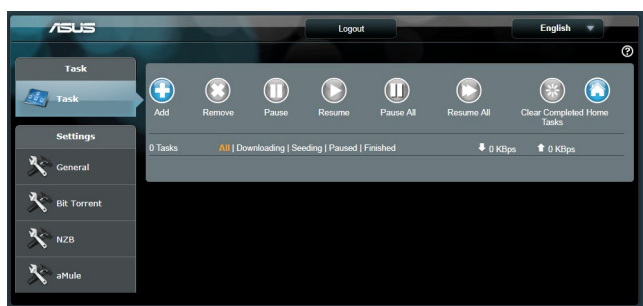 ASUS
Logout
English
Task
Task
Settings
General
Bit Torrent
NZB
aMule
Add
Remove
Pause
Resume
Pause All
Resume All
Clear Completed Tasks
Home
0 Tasks
All | Downloading | Seeding | Paused | Finished
0 KBps
0 KBps